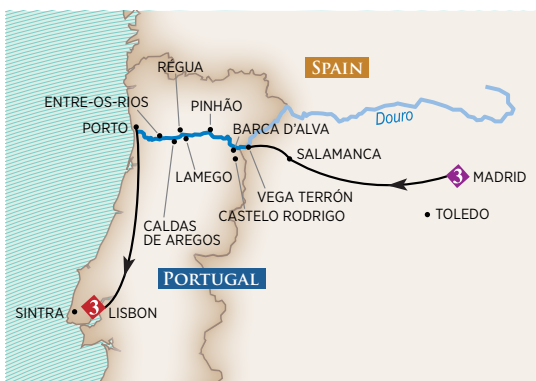 RÉGUA
SPAIN
ENTRE-OS-RIOS
PINHÃO
Douro
PORTO
BARCA D'ALVA
SALAMANCA
LAMEGO
3
MADRID
VEGA TERRÓN
CASTELO RODRIGO
TOLEDO
CALDAS
DE AREGOS
PORTUGAL
SINTRA
3
LISBON